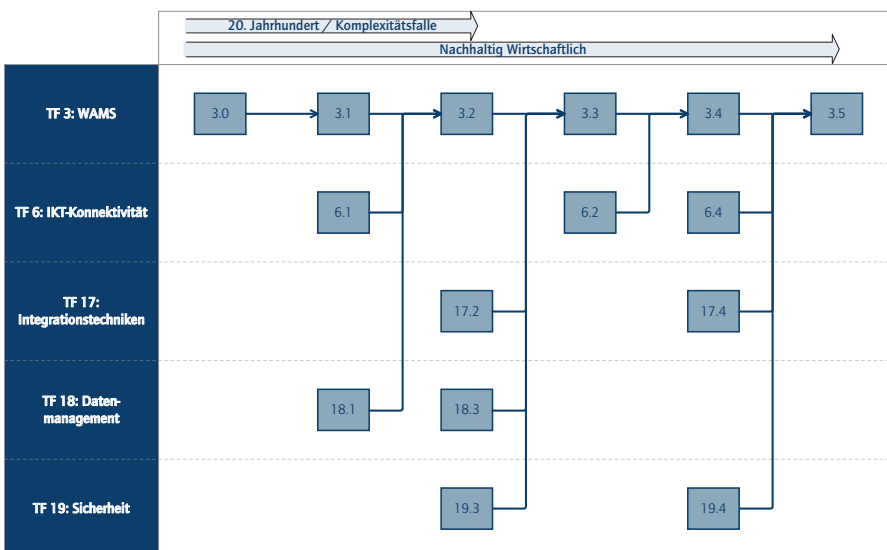 20. Jahrhundert / Komplexitätsfalle
Nachhaltig Wirtschaftlich
TF 3: WAMS
3.0
3.1
3.2
3.3
3.4
3.5
TF 6: IKT-Konnektivität
6.1
6.2
6.4
TF 17:
Integrationstechniken
17.2
17.4
TF 18: Daten-
management
18.1
18.3
TF 19: Sicherheit
19.3
19.4